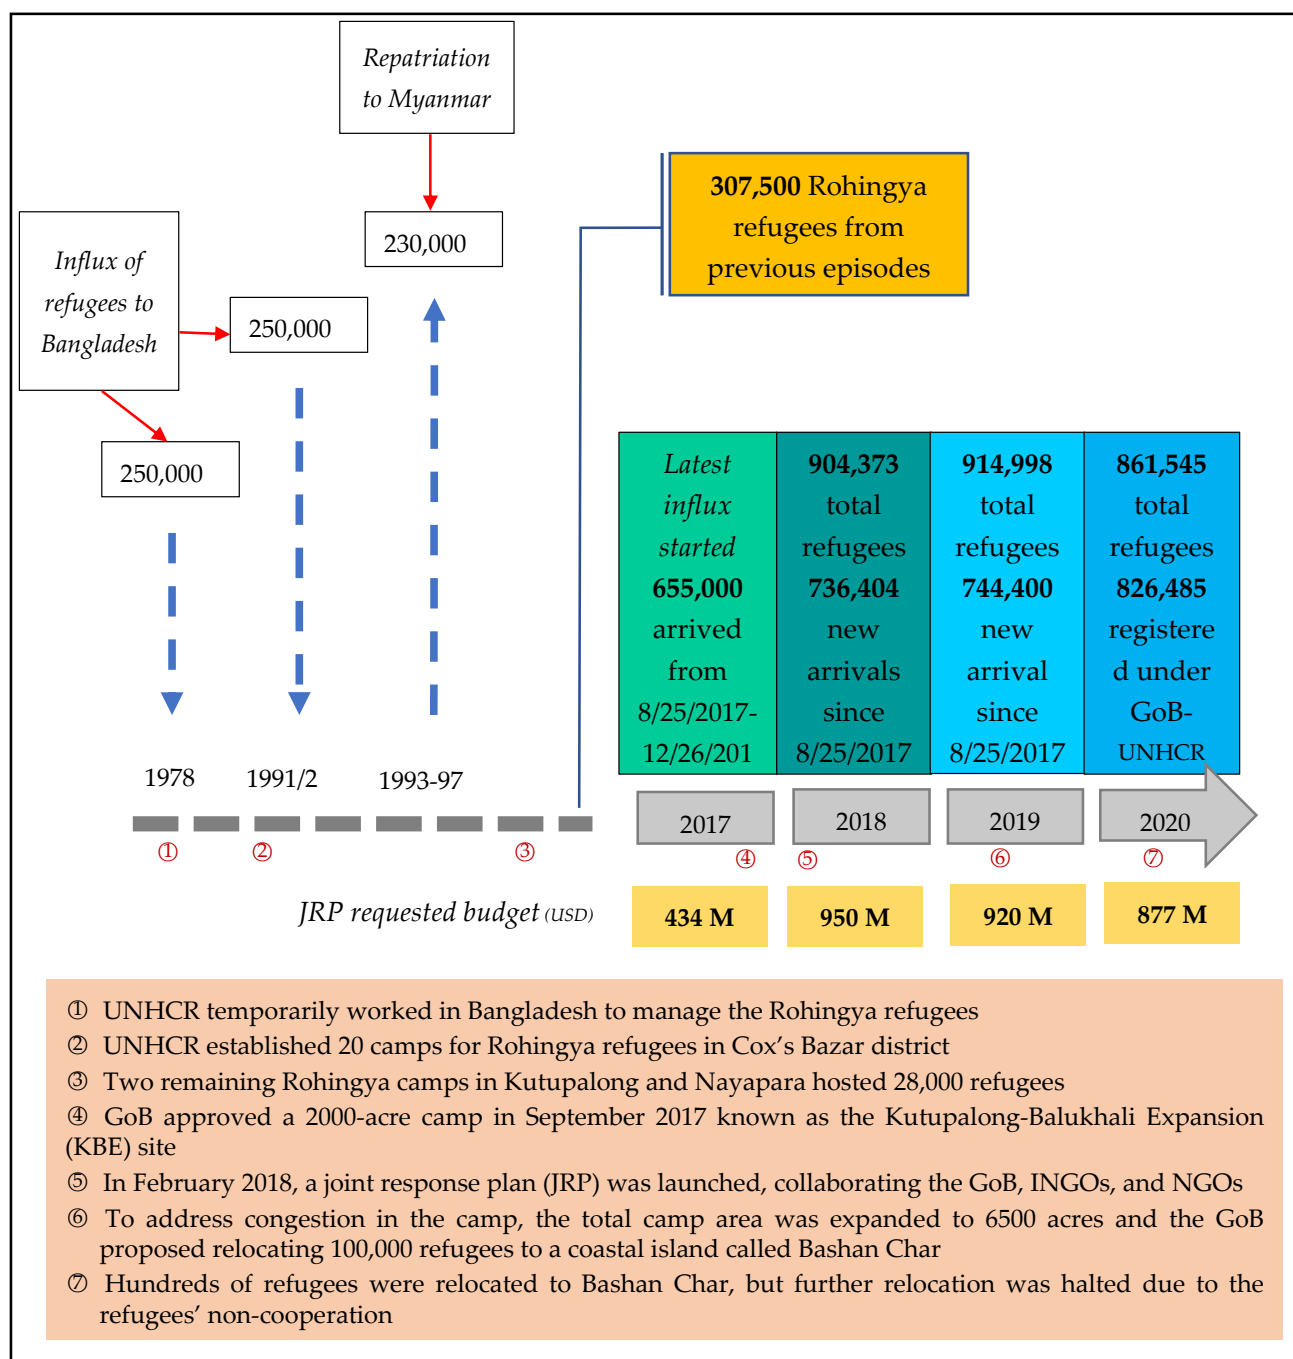 Repatriation
to Myanmar
230,000
Influx of
refugees to
Bangladesh
250,000
250,000
307,500 Rohingya
refugees from
previous episodes
Latest
influx
started
655,000
arrived
from
8/25/2017-
12/26/201
904,373
total
refugees
736,404
new
arrivals
since
8/25/2017
914,998
total
refugees
744,400
new
arrival
since
8/25/2017
861,545
total
refugees
826,485
registere
d under
GoB-
UNHCR
1978
1991/2
1993-97
2017
2018
2019
2020
①
②
③
④
⑤
⑥
⑦
JRP requested budget (USD)
434 M
950 M
920 M
877 M
① UNHCR temporarily worked in Bangladesh to manage the Rohingya refugees
② UNHCR established 20 camps for Rohingya refugees in Cox's Bazar district
③ Two remaining Rohingya camps in Kutupalong and Nayapara hosted 28,000 refugees
④ GoB approved a 2000-acre camp in September 2017 known as the Kutupalong-Balukhali Expansion
(KBE) site
⑤ In February 2018, a joint response plan (JRP) was launched, collaborating the GoB, INGOs, and NGOs
⑥ To address congestion in the camp, the total camp area was expanded to 6500 acres and the GoB
proposed relocating 100,000 refugees to a coastal island called Bashan Char
⑦ Hundreds of refugees were relocated to Bashan Char, but further relocation was halted due to the
refugees' non-cooperation